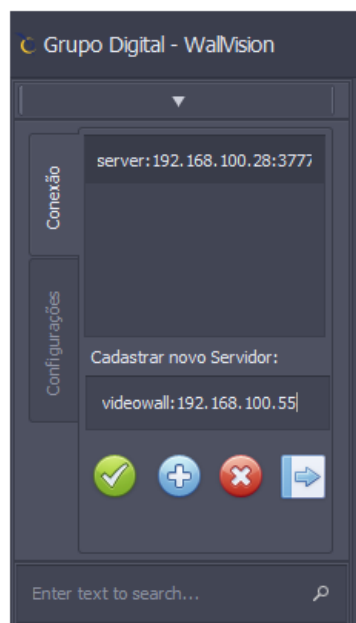 Grupo Digital - WallVision
Conexão
server:192.168.100.28:3777
Configurações
Cadastrar novo Servidor:
videowall:192.168.100.55
Enter text to search...